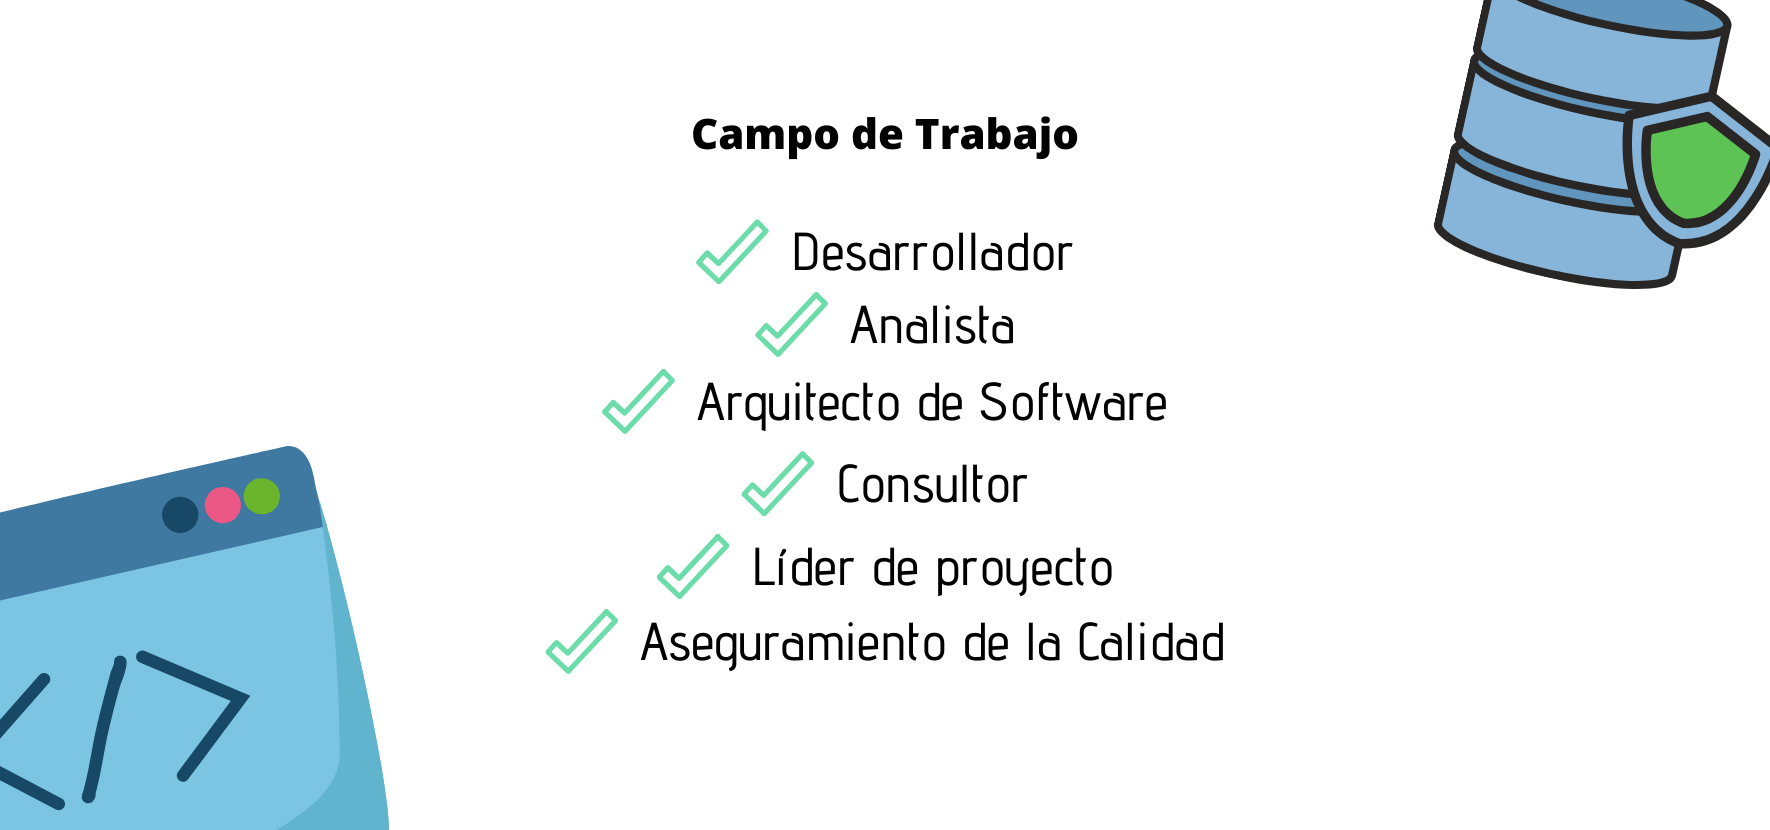 Campo de Trabajo
Desarrollador
Analista
Arquitecto de Software
Consultor
Líder de proyecto
Aseguramiento de la Calidad